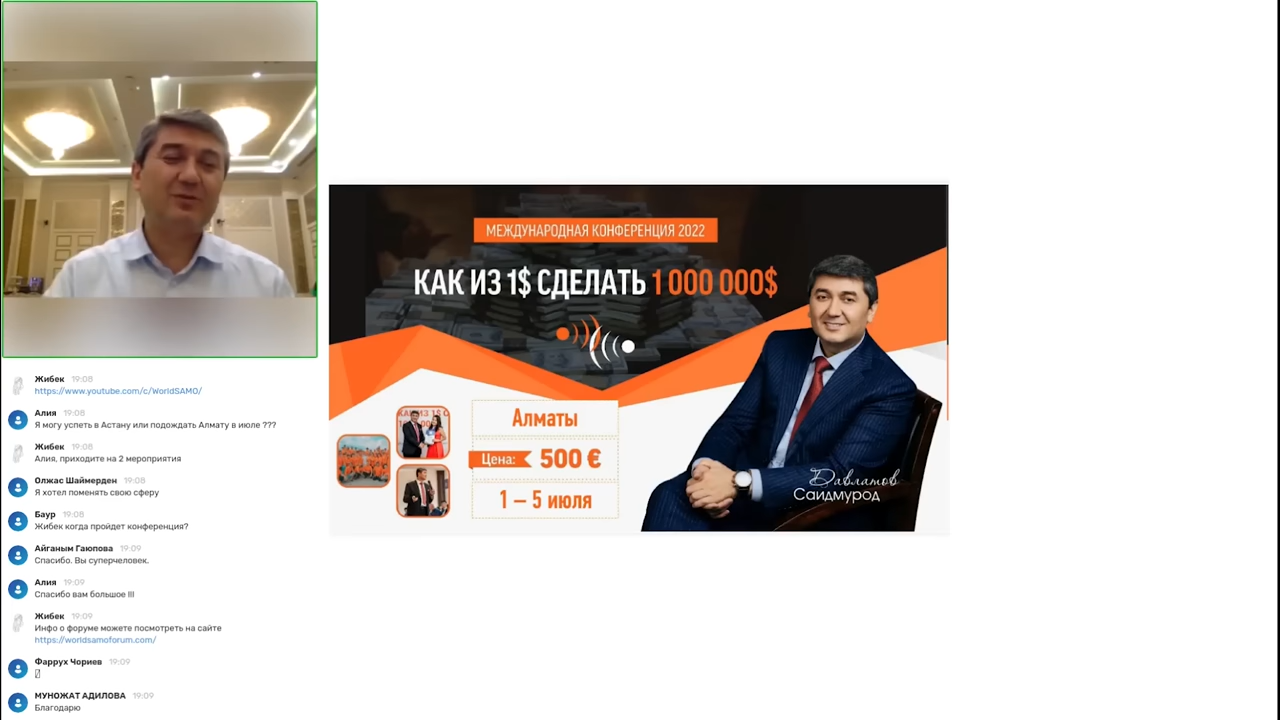 Жибек 19:08
https://www.youtube.com/c/WorldSAMO/
Алия 19:08
Я могу успеть в Астану или подождать Алмату в июле ???
Жибек 19:08
Алия, приходите на 2 мероприятия
Олжас Шаймерден 19:08
Я хотел поменять свою сферу
Баур 19:08
Жибек когда пройдет конференция?
Айганым Гаюпова 19:09
Спасибо. Вы суперчеловек.
Алия 19:09
Спасибо вам большое !!!
Жибек 19:09
Инфо о форуме можете посмотреть на сайте
https://worldsamoforum.com/
Фаррух Чориев 19:09
МУНОЖАТ АДИЛОВА 19:09
Благодарю
МЕЖДУНАРОДНАЯ КОНФЕРЕНЦИЯ 2022
КАК ИЗ 1$ СДЕЛАТЬ 1 000 000$
Алматы
Цена: 500 €
1 – 5 июля
Давлатов
Саидмурод